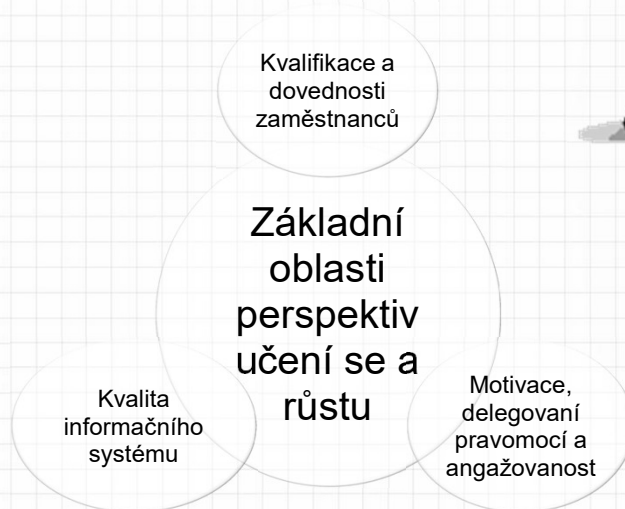 Kvalifikace a
dovednosti
zaměstnanců
Základní
oblasti
perspektiv
učení se a
růstu
Kvalita
informačního
systému
Motivace,
delegovaní
pravomocí a
angažovanost